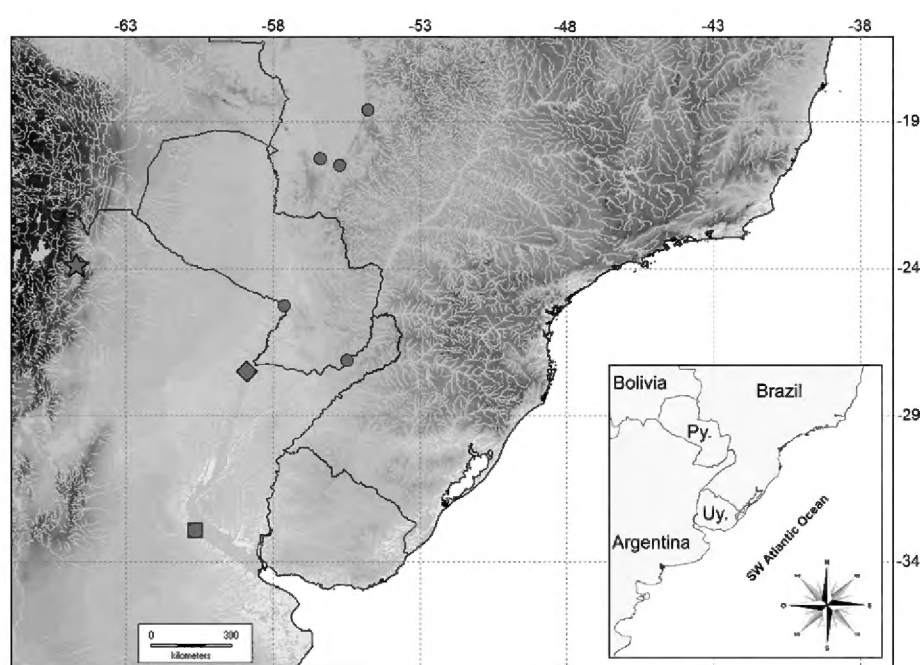 -63 -58 -53 -48 -43 -38
-19
-24
-29
-34
Bolivia
Brazil
Py.
Uy.
Argentina
SW Atlantic Ocean
N
O
S
0 300
kilometers